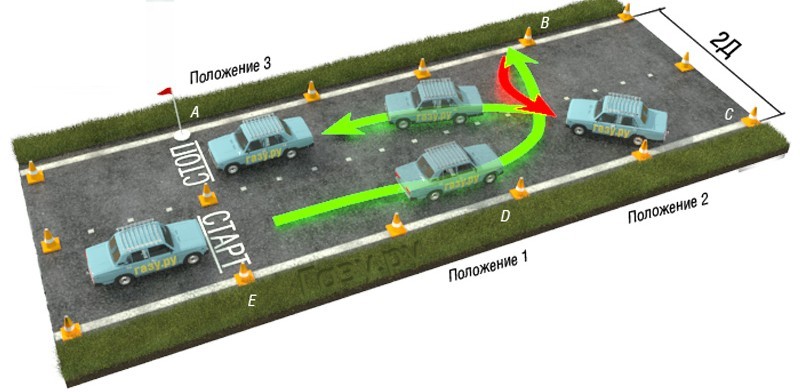 B
2Д
Положение 3
A
C
газу.ру
газу.ру
газу.ру
СТОП
газу.ру
СТАРТ
D
Положение 2
газу.ру
Газу.ру
Положение 1
E